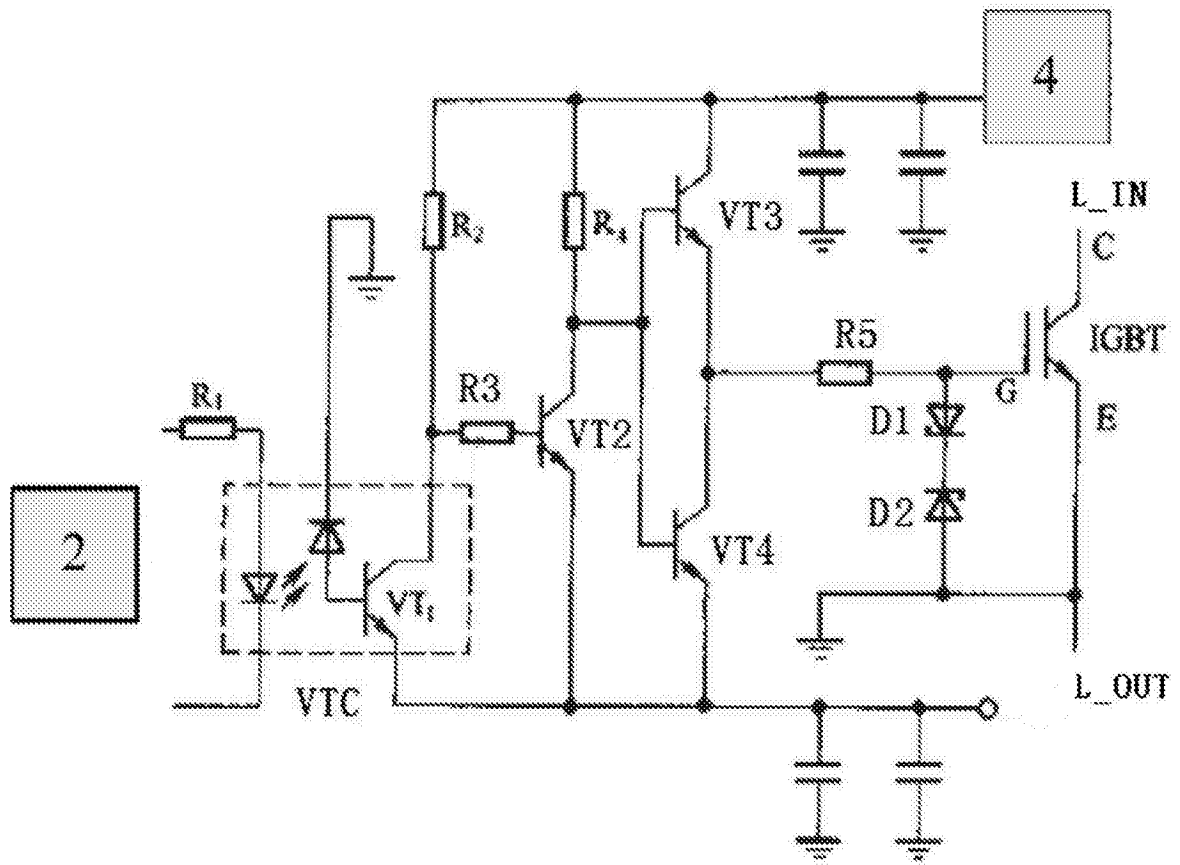 4
L_IN
C
VT3
R₂
R₄
R5
IGBT
G
E
R₁
R3
VT2
D1
D2
VT4
2
VT₁
VTC
L_OUT